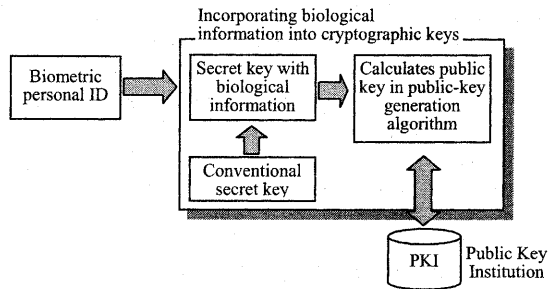 Incorporating biological
information into cryptographic keys
Biometric
personal ID
Secret key with
biological
information
Calculates public
key in public-key
generation
algorithm
Conventional
secret key
PKI
Public Key
Institution